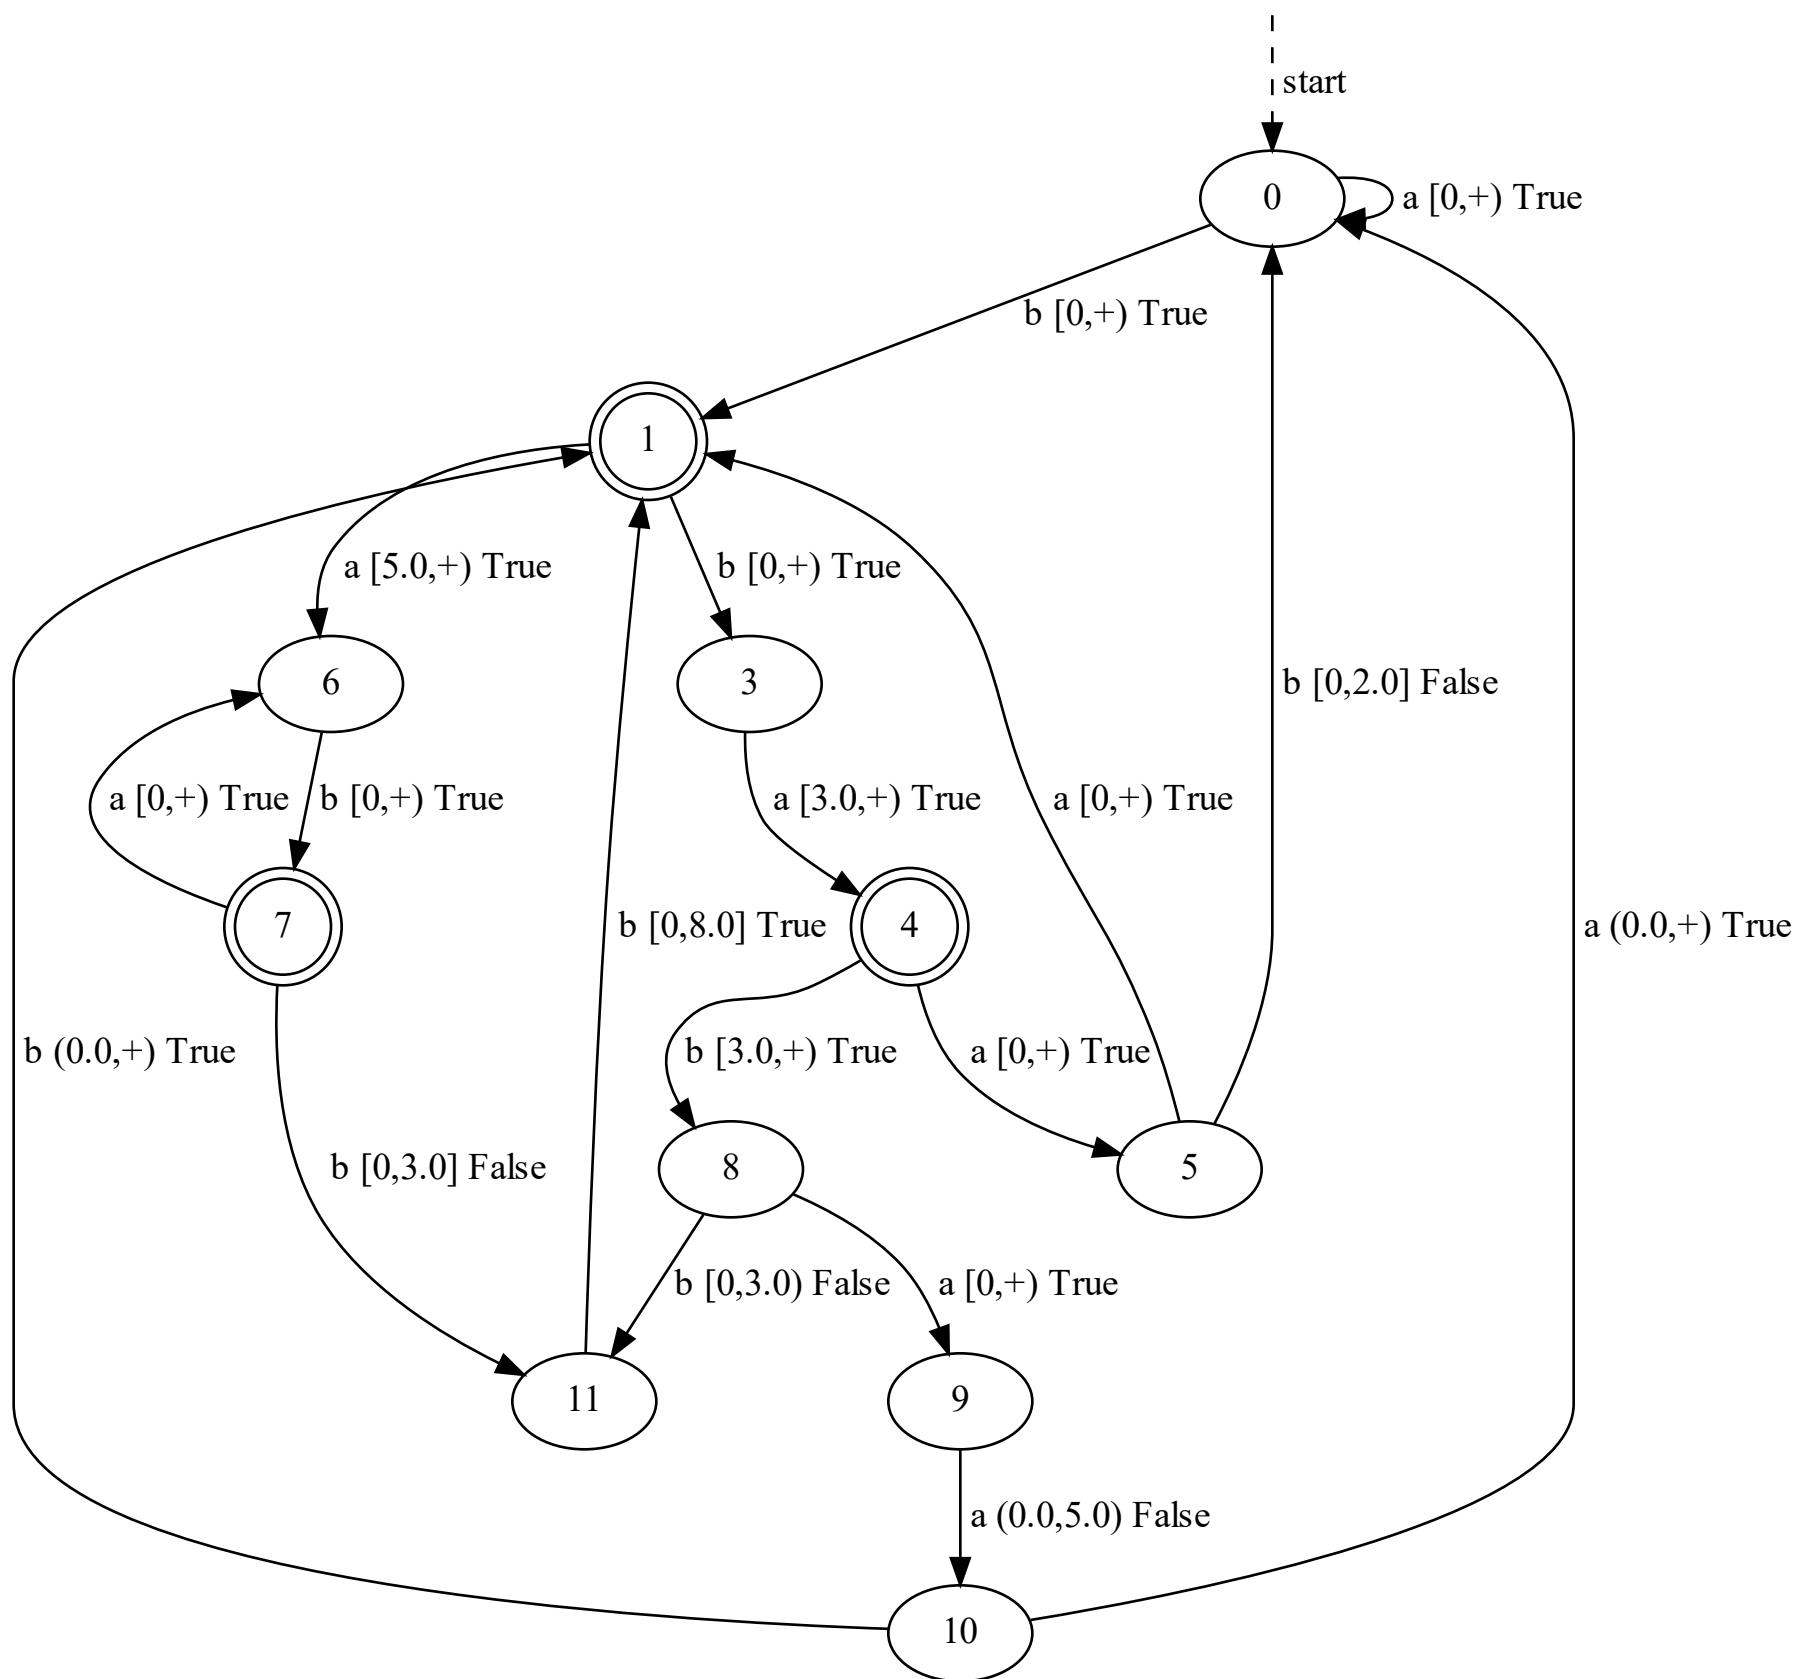 start
0
a [0,+) True
b [0,+) True
1
a [5.0,+) True
b [0,+) True
6
3
b [0,2.0] False
a [0,+) True
b [0,+) True
a [3.0,+) True
a [0,+) True
7
b [0,8.0] True
4
a (0.0,+) True
b (0.0,+) True
b [3.0,+) True
a [0,+) True
b [0,3.0] False
8
5
b [0,3.0) False
a [0,+) True
11
9
a (0.0,5.0) False
10